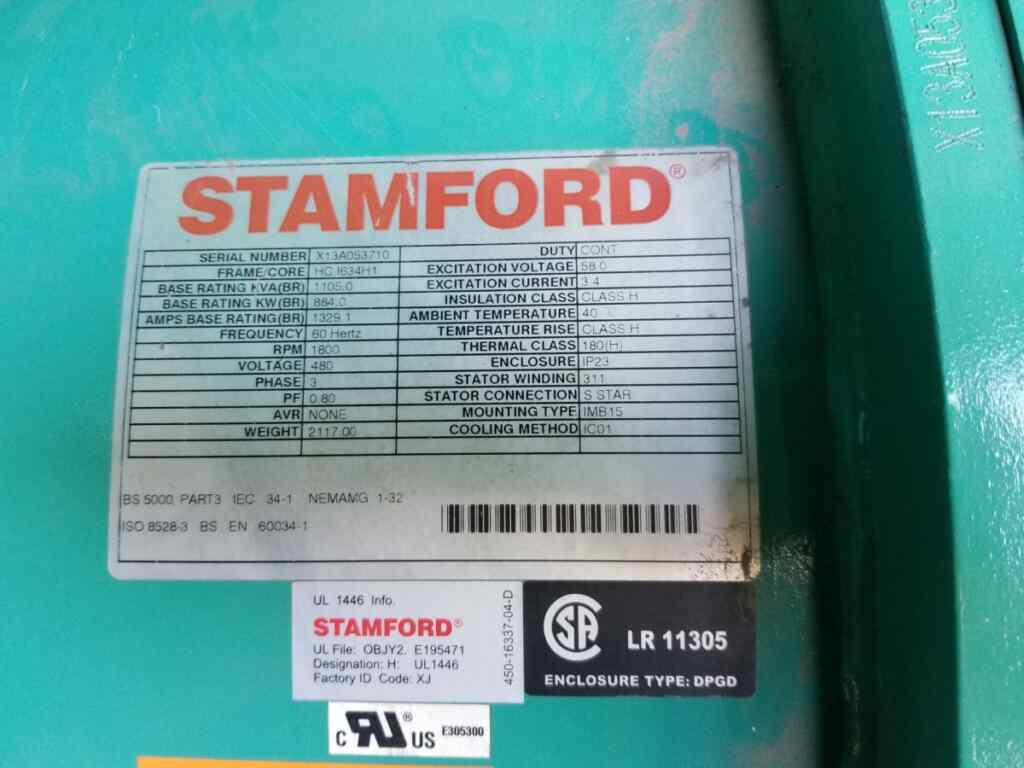 STAMFORD®
SERIAL NUMBER X13A053710
FRAME/CORE HC I634H1
BASE RATING KVA(BR) 1105.0
BASE RATING KW(BR) 884.0
AMPS BASE RATING(BR) 1329.1
FREQUENCY 60 Hertz
RPM 1800
VOLTAGE 480
PHASE 3
PF 0.80
AVR NONE
WEIGHT 2117.00
DUTY CONT
EXCITATION VOLTAGE 58.0
EXCITATION CURRENT 3.4
INSULATION CLASS CLASS H
AMBIENT TEMPERATURE 40 C
TEMPERATURE RISE CLASS H
THERMAL CLASS 180(H)
ENCLOSURE IP23
STATOR WINDING 311
STATOR CONNECTION S STAR
MOUNTING TYPE IMB15
COOLING METHOD IC01
BS 5000, PART3 IEC 34-1 NEMAMG 1-32
ISO 8528-3 BS EN 60034-1
UL 1446 Info.
STAMFORD®
UL File: OBJY2. E195471
Designation: H: UL1446
Factory ID Code: XJ
450-16337-04-D
CSA LR 11305
ENCLOSURE TYPE: DPGD
C RU® US E305300
X13A053